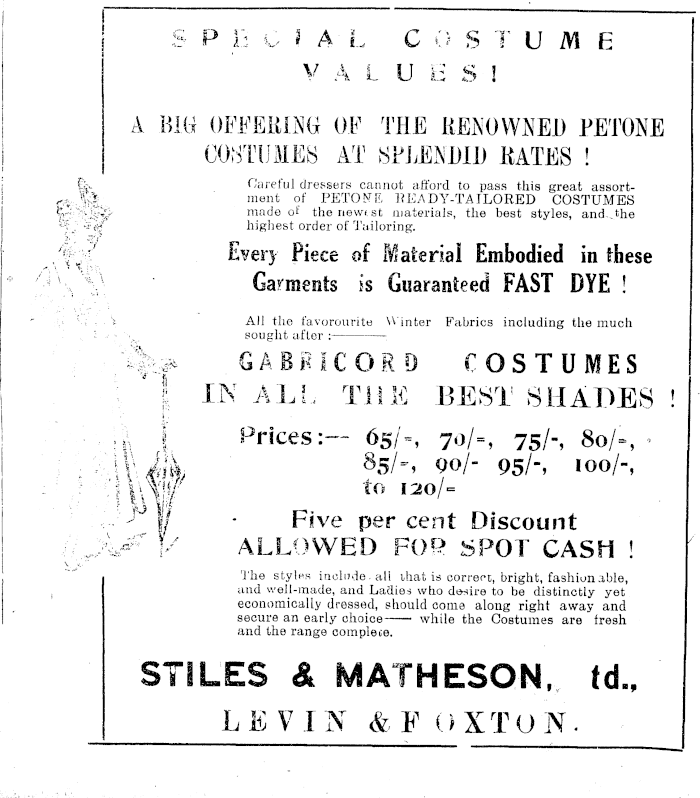 SPECIAL COSTUME
VALUES!
A BIG OFFERING OF THE RENOWNED PETONE
COSTUMES AT SPLENDID RATES !
Careful dressers cannot afford to pass this great assort-
ment of PETONE READY-TAILORED COSTUMES
made of the newest materials, the best styles, and the
highest order of Tailoring.
Every Piece of Material Embodied in these
Garments is Guaranteed FAST DYE !
All the favorourite Winter Fabrics including the much
sought after :———
GABRICORD COSTUMES
IN ALL THE BEST SHADES !
Prices:— 65/=, 70/=, 75/-, 80/=,
85/=, 90/- 95/-, 100/-,
to 120/=
Five per cent Discount
ALLOWED FOR SPOT CASH !
The styles include all that is correct, bright, fashionable,
and well-made, and Ladies who desire to be distinctly yet
economically dressed, should come along right away and
secure an early choice—— while the Costumes are fresh
and the range complete.
STILES & MATHESON, td.,
LEVIN & FOXTON.